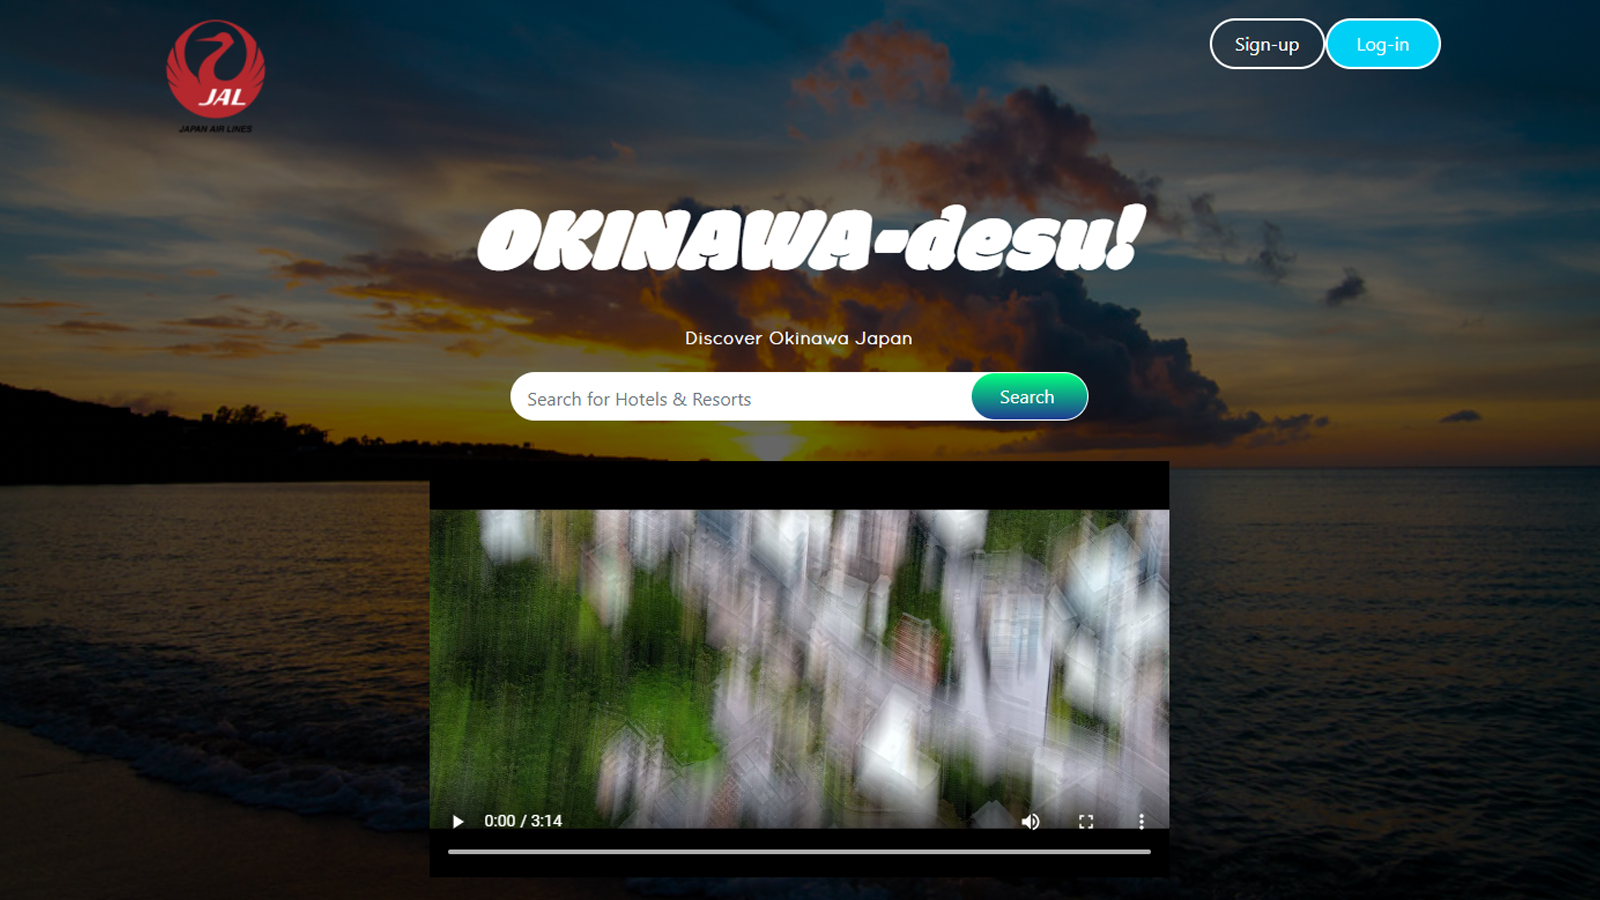 JAL
JAPAN AIR LINES
Sign-up
Log-in
OKINAWA-desu!
Discover Okinawa Japan
Search for Hotels & Resorts
Search
0:00 / 3:14